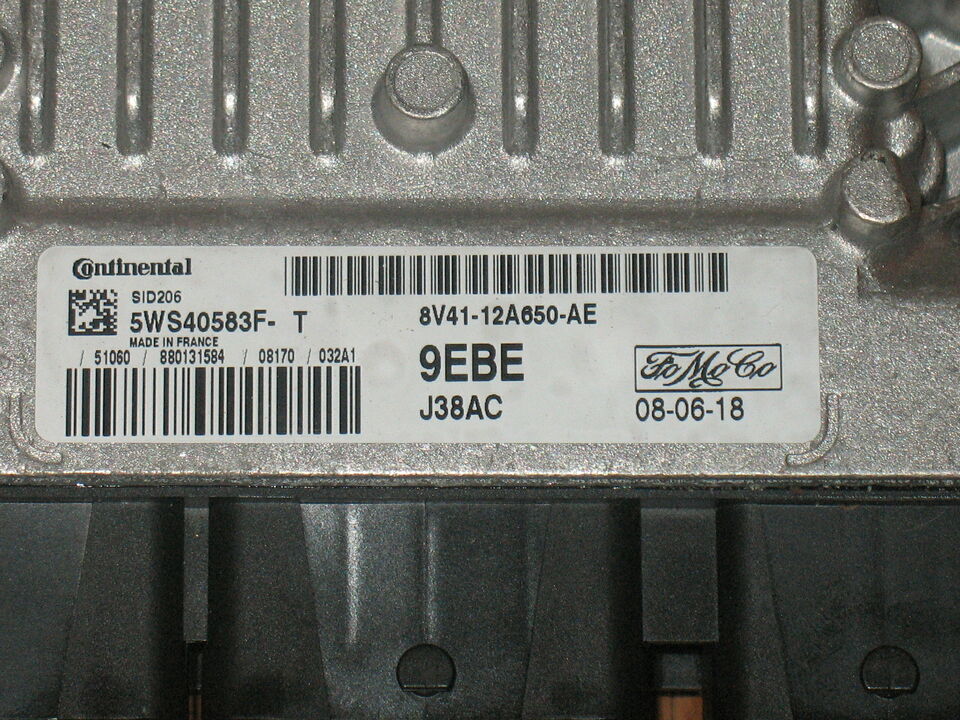 Continental
SID206
5WS40583F- T
MADE IN FRANCE
/ 51060 / 880131584 / 08170 / 032A1
8V41-12A650-AE
9EBE
J38AC
FoMoCo
08-06-18